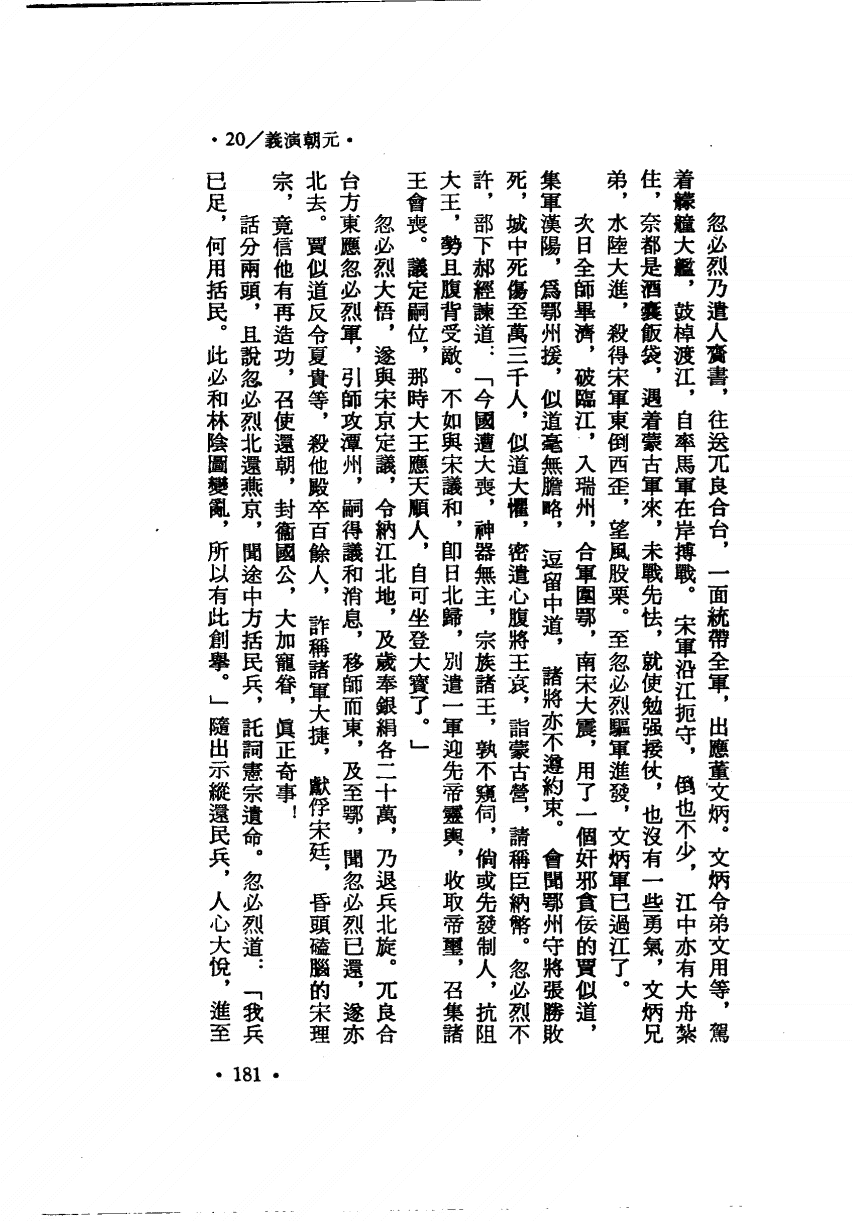 ·20/義演朝元·
忽必烈乃遣人齎書，往送兀良合台，一面統帶全軍，出應董文炳。文炳令弟文用等，駕
着艨艟大艦，鼓棹渡江，自率馬軍在岸搏戰。宋軍沿江扼守，倒也不少，江中亦有大舟紮
住，奈都是酒囊飯袋，遇着蒙古軍來，未戰先怯，就使勉强接伏，也沒有一些勇氣，文炳兄
弟，水陸大進，殺得宋軍東倒西歪，望風股栗。至忽必烈驅軍進發，文炳軍已過江了。
次日全師畢濟，破臨江，入瑞州，合軍圍鄂，南宋大震，用了一個奸邪貪佞的賈似道，
集軍漢陽，爲鄂州援，似道毫無膽略，逗留中道，諸將亦不遵約束。會聞鄂州守將張勝敗
死，城中死傷至萬三千人，似道大懼，密遣心腹將王哀，詣蒙古營，請稱臣納幣。忽必烈不
許，部下郝經諫道：「今國遭大喪，神器無主，宗族諸王，孰不窺伺，倘或先發制人，抗阻
大王，勢且腹背受敵。不如與宋議和，卽日北歸，別遣一軍迎先帝靈輿，收取帝璽，召集諸
王會喪。議定嗣位，那時大王應天順人，自可坐登大寳了。」
忽必烈大悟，遂與宋京定議，令納江北地，及歲奉銀絹各二十萬，乃退兵北旋。兀良合
台方東應忽必烈軍，引師攻潭州，嗣得議和消息，移師而東，及至鄂，聞忽必烈已還，遂亦
北去。賈似道反令夏貴等，殺他殿卒百餘人，詐稱諸軍大捷，獻俘宋廷，昏頭磕腦的宋理
宗，竟信他有再造功，召使還朝，封衞國公，大加寵眷，眞正奇事！
話分兩頭，且說忽必烈北還燕京，聞途中方括民兵，託詞憲宗遺命。忽必烈道：「我兵
已足，何用括民。此必和林陰圖變亂，所以有此創擧。」隨出示縱還民兵，人心大悅，進至
·181·